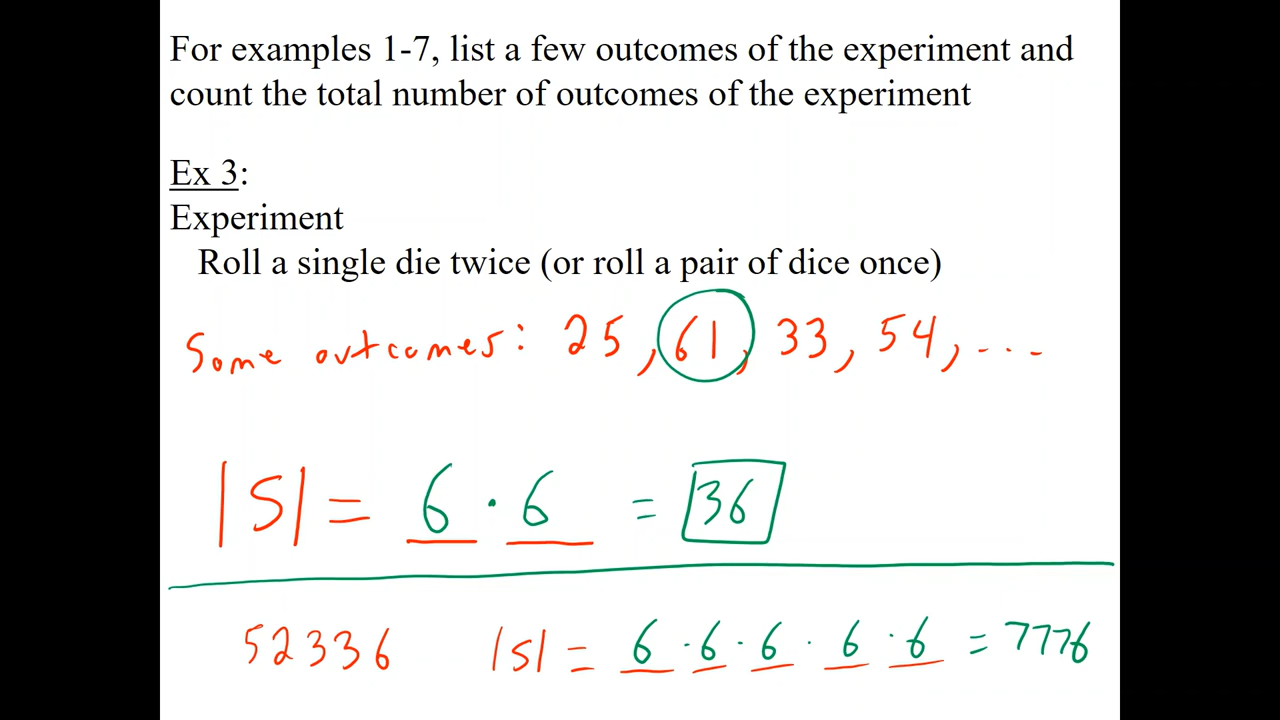 For examples 1-7, list a few outcomes of the experiment and
count the total number of outcomes of the experiment
Ex 3:
Experiment
Roll a single die twice (or roll a pair of dice once)
Some outcomes: 25, 61, 33, 54, ...
|S| = 6 · 6 = 36
52336 |S| = 6 · 6 · 6 · 6 · 6 = 7776